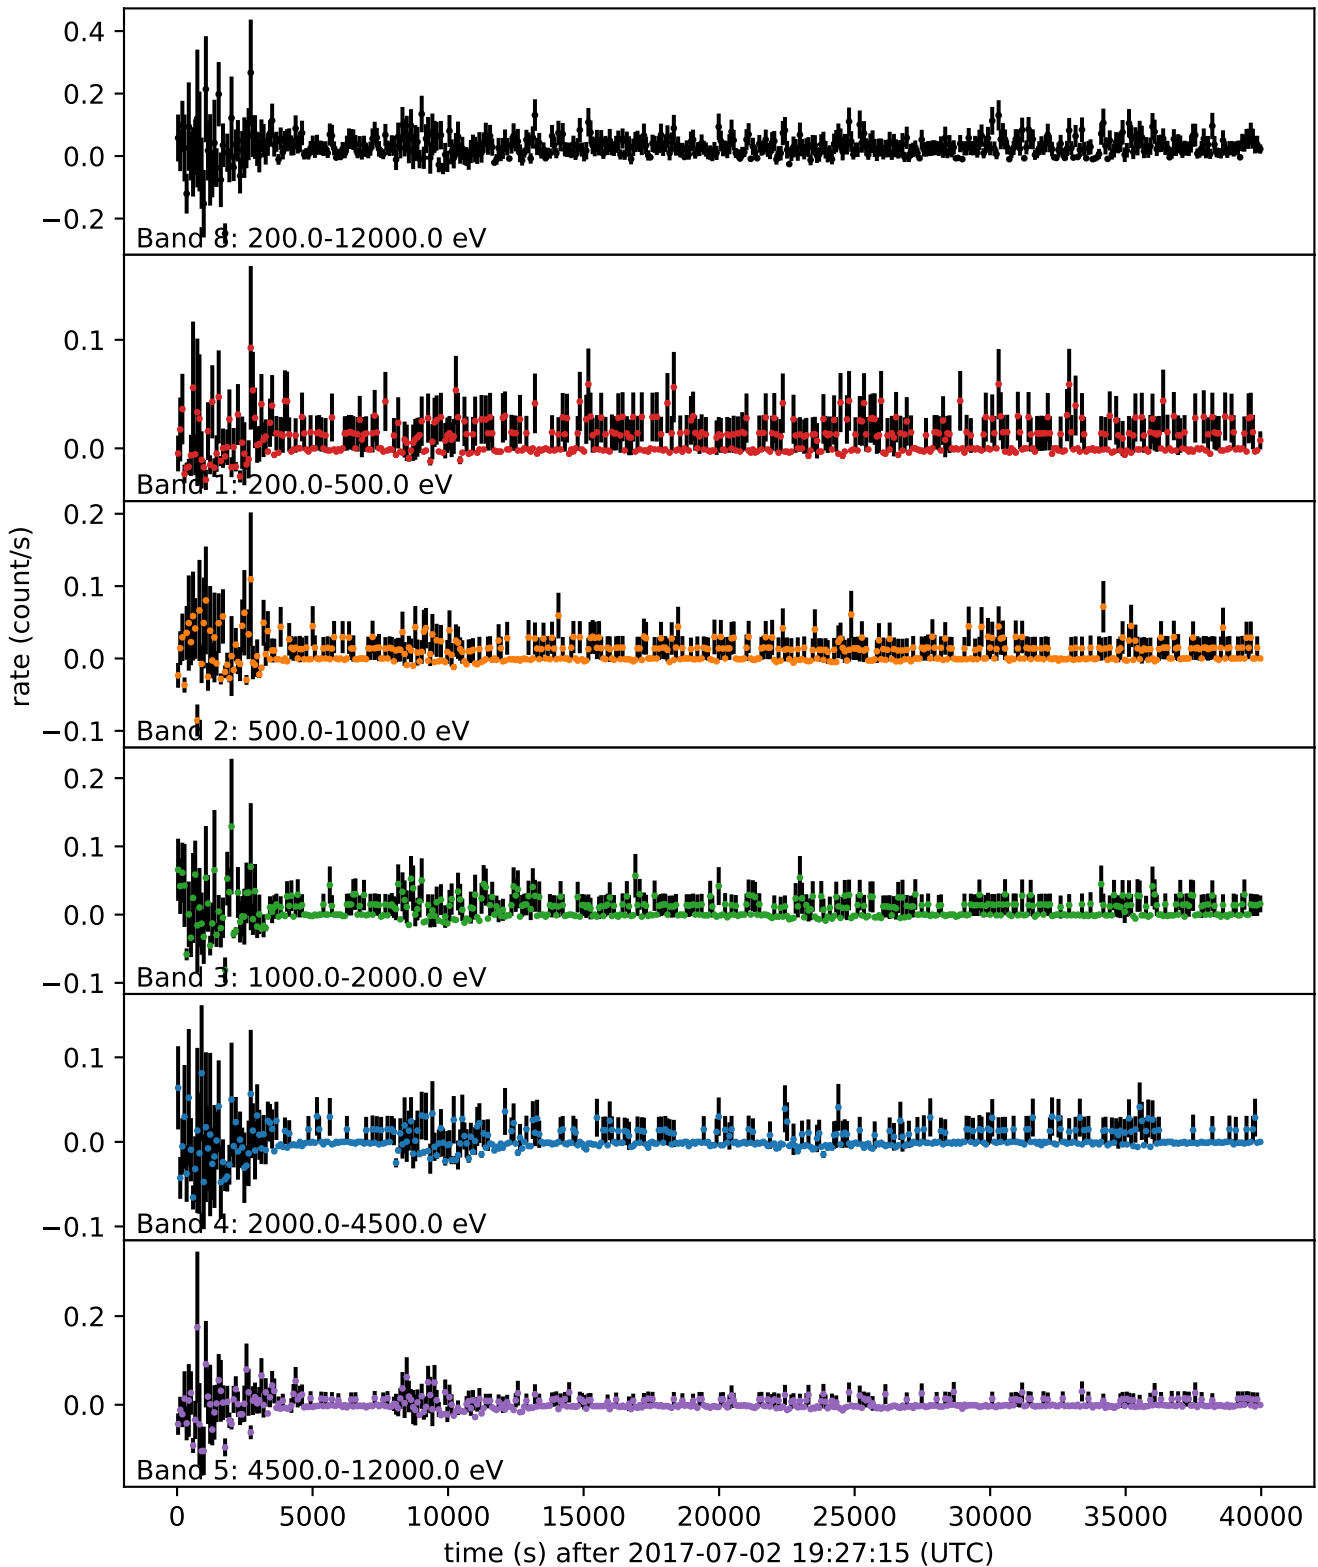 0.4
0.2
0.0
−0.2
Band 8: 200.0-12000.0 eV
0.1
0.0
Band 1: 200.0-500.0 eV
0.2
0.1
0.0
−0.1
Band 2: 500.0-1000.0 eV
rate (count/s)
0.2
0.1
0.0
−0.1
Band 3: 1000.0-2000.0 eV
0.1
0.0
−0.1
Band 4: 2000.0-4500.0 eV
0.2
0.0
Band 5: 4500.0-12000.0 eV
0 5000 10000 15000 20000 25000 30000 35000 40000
time (s) after 2017-07-02 19:27:15 (UTC)